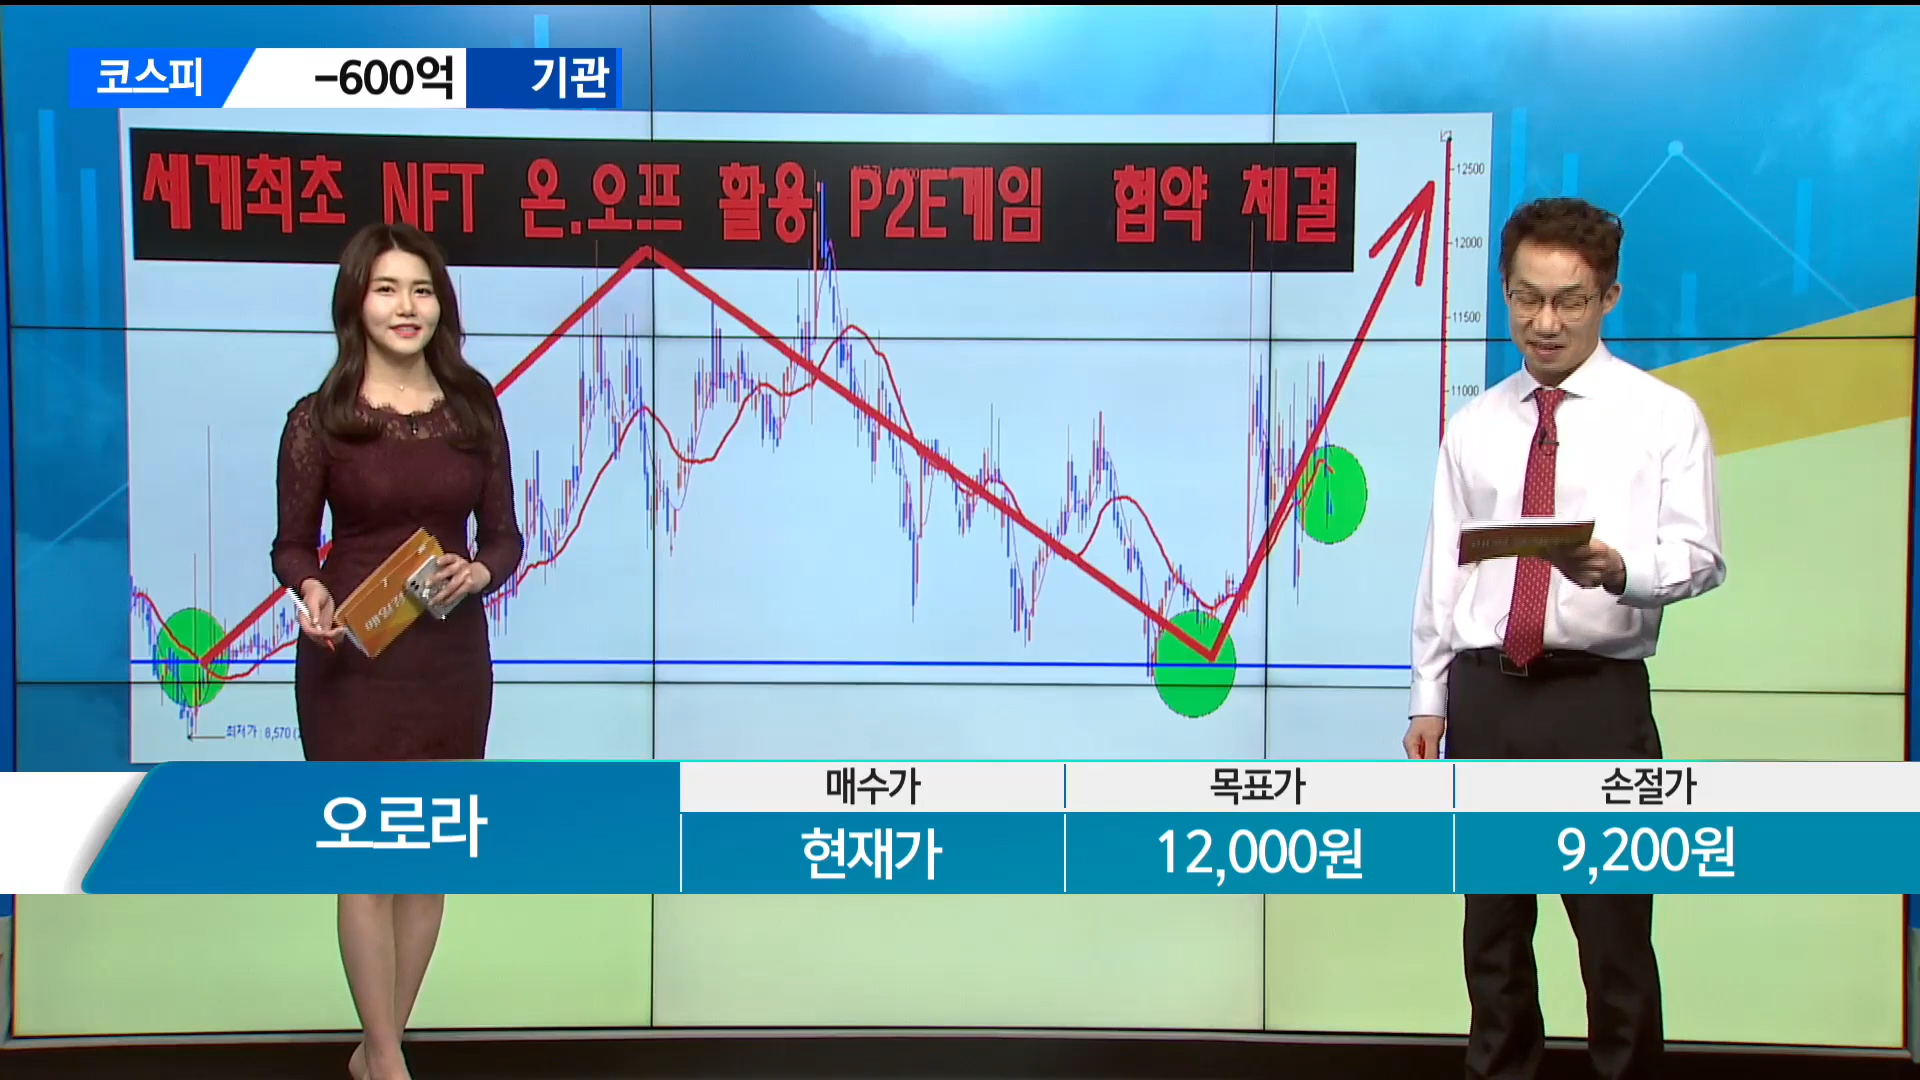 코스피 -600억 기관
세계최초 NFT 온.오프 활용 P2E게임 협약 체결
12500
12000
11500
11000
최저가 8,570
오로라
매수가 목표가 손절가
현재가 12,000원 9,200원